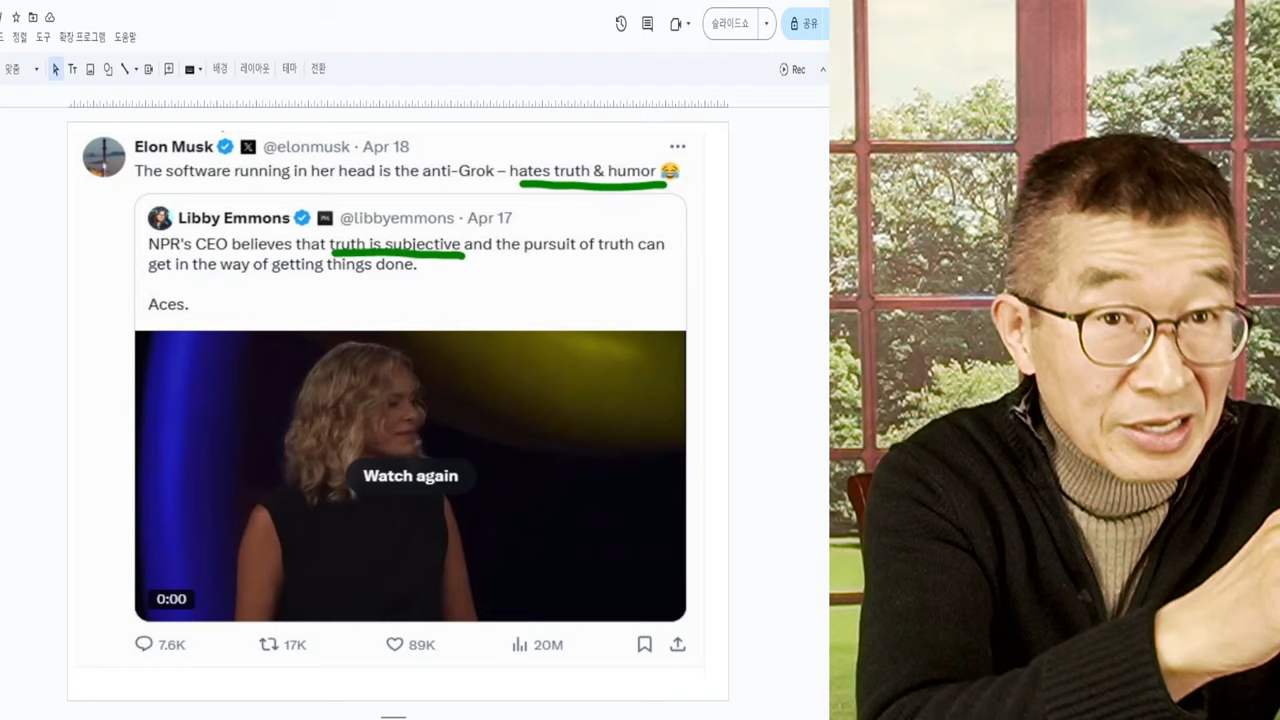 슬라이드쇼
공유
정렬 도구 확장 프로그램 도움말
맞춤
Tт
배경 레이아웃 테마 전환
Rec
Elon Musk @elonmusk · Apr 18
The software running in her head is the anti-Grok – hates truth & humor 😂
Libby Emmons @libbyemmons · Apr 17
NPR's CEO believes that truth is subjective and the pursuit of truth can
get in the way of getting things done.
Aces.
Watch again
0:00
7.6K 17K 89K 20M